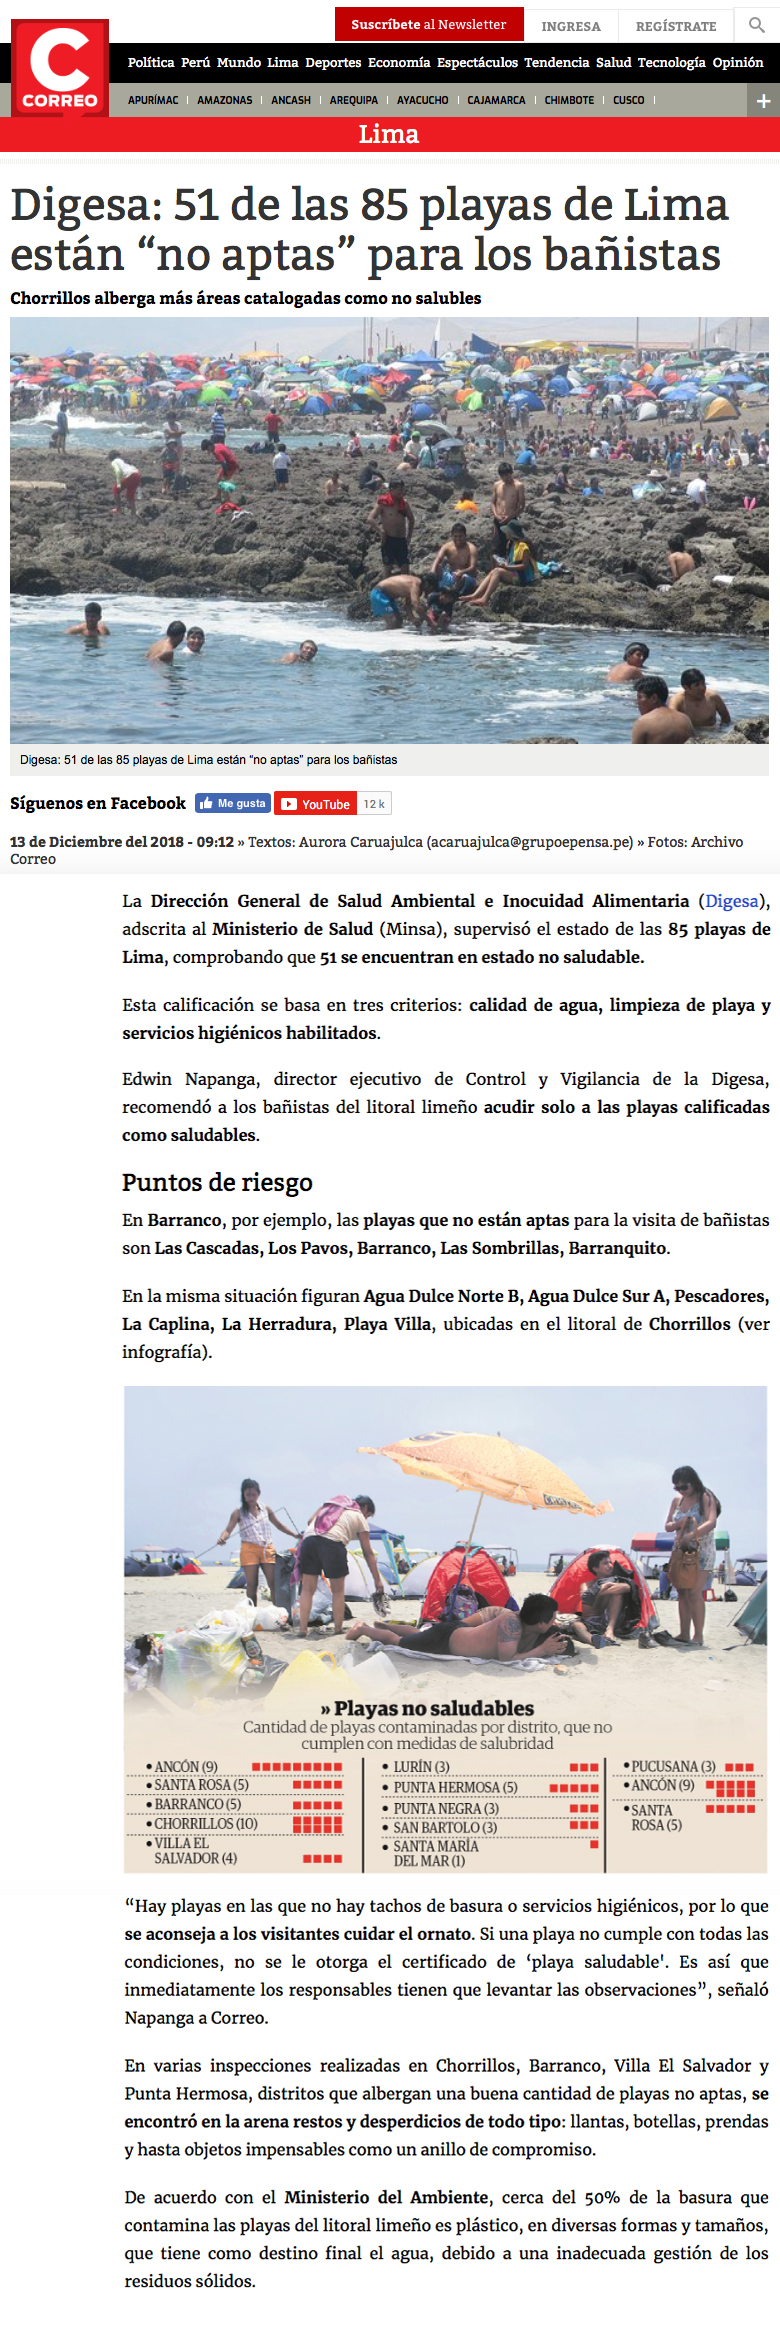 Suscríbete al Newsletter
INGRESA
REGÍSTRATE
C
CORREO
Política Perú Mundo Lima Deportes Economía Espectáculos Tendencia Salud Tecnología Opinión
APURÍMAC AMAZONAS ANCASH AREQUIPA AYACUCHO CAJAMARCA CHIMBOTE CUSCO +
Lima
Digesa: 51 de las 85 playas de Lima
están “no aptas” para los bañistas
Chorrillos alberga más áreas catalogadas como no salubles
Digesa: 51 de las 85 playas de Lima están “no aptas” para los bañistas
Síguenos en Facebook Me gusta YouTube 12 k
13 de Diciembre del 2018 - 09:12 » Textos: Aurora Caruajulca (acaruajulca@grupoepensa.pe) » Fotos: Archivo
Correo
La Dirección General de Salud Ambiental e Inocuidad Alimentaria (Digesa),
adscrita al Ministerio de Salud (Minsa), supervisó el estado de las 85 playas de
Lima, comprobando que 51 se encuentran en estado no saludable.
Esta calificación se basa en tres criterios: calidad de agua, limpieza de playa y
servicios higiénicos habilitados.
Edwin Napanga, director ejecutivo de Control y Vigilancia de la Digesa,
recomendó a los bañistas del litoral limeño acudir solo a las playas calificadas
como saludables.
Puntos de riesgo
En Barranco, por ejemplo, las playas que no están aptas para la visita de bañistas
son Las Cascadas, Los Pavos, Barranco, Las Sombrillas, Barranquito.
En la misma situación figuran Agua Dulce Norte B, Agua Dulce Sur A, Pescadores,
La Caplina, La Herradura, Playa Villa, ubicadas en el litoral de Chorrillos (ver
infografía).
» Playas no saludables
Cantidad de playas contaminadas por distrito, que no
cumplen con medidas de salubridad
• ANCÓN (9)
• SANTA ROSA (5)
• BARRANCO (5)
• CHORRILLOS (10)
• VILLA EL
SALVADOR (4)
• LURÍN (3)
• PUNTA HERMOSA (5)
• PUNTA NEGRA (3)
• SAN BARTOLO (3)
• SANTA MARÍA
DEL MAR (1)
• PUCUSANA (3)
• ANCÓN (9)
• SANTA
ROSA (5)
“Hay playas en las que no hay tachos de basura o servicios higiénicos, por lo que
se aconseja a los visitantes cuidar el ornato. Si una playa no cumple con todas las
condiciones, no se le otorga el certificado de ‘playa saludable'. Es así que
inmediatamente los responsables tienen que levantar las observaciones”, señaló
Napanga a Correo.
En varias inspecciones realizadas en Chorrillos, Barranco, Villa El Salvador y
Punta Hermosa, distritos que albergan una buena cantidad de playas no aptas, se
encontró en la arena restos y desperdicios de todo tipo: llantas, botellas, prendas
y hasta objetos impensables como un anillo de compromiso.
De acuerdo con el Ministerio del Ambiente, cerca del 50% de la basura que
contamina las playas del litoral limeño es plástico, en diversas formas y tamaños,
que tiene como destino final el agua, debido a una inadecuada gestión de los
residuos sólidos.